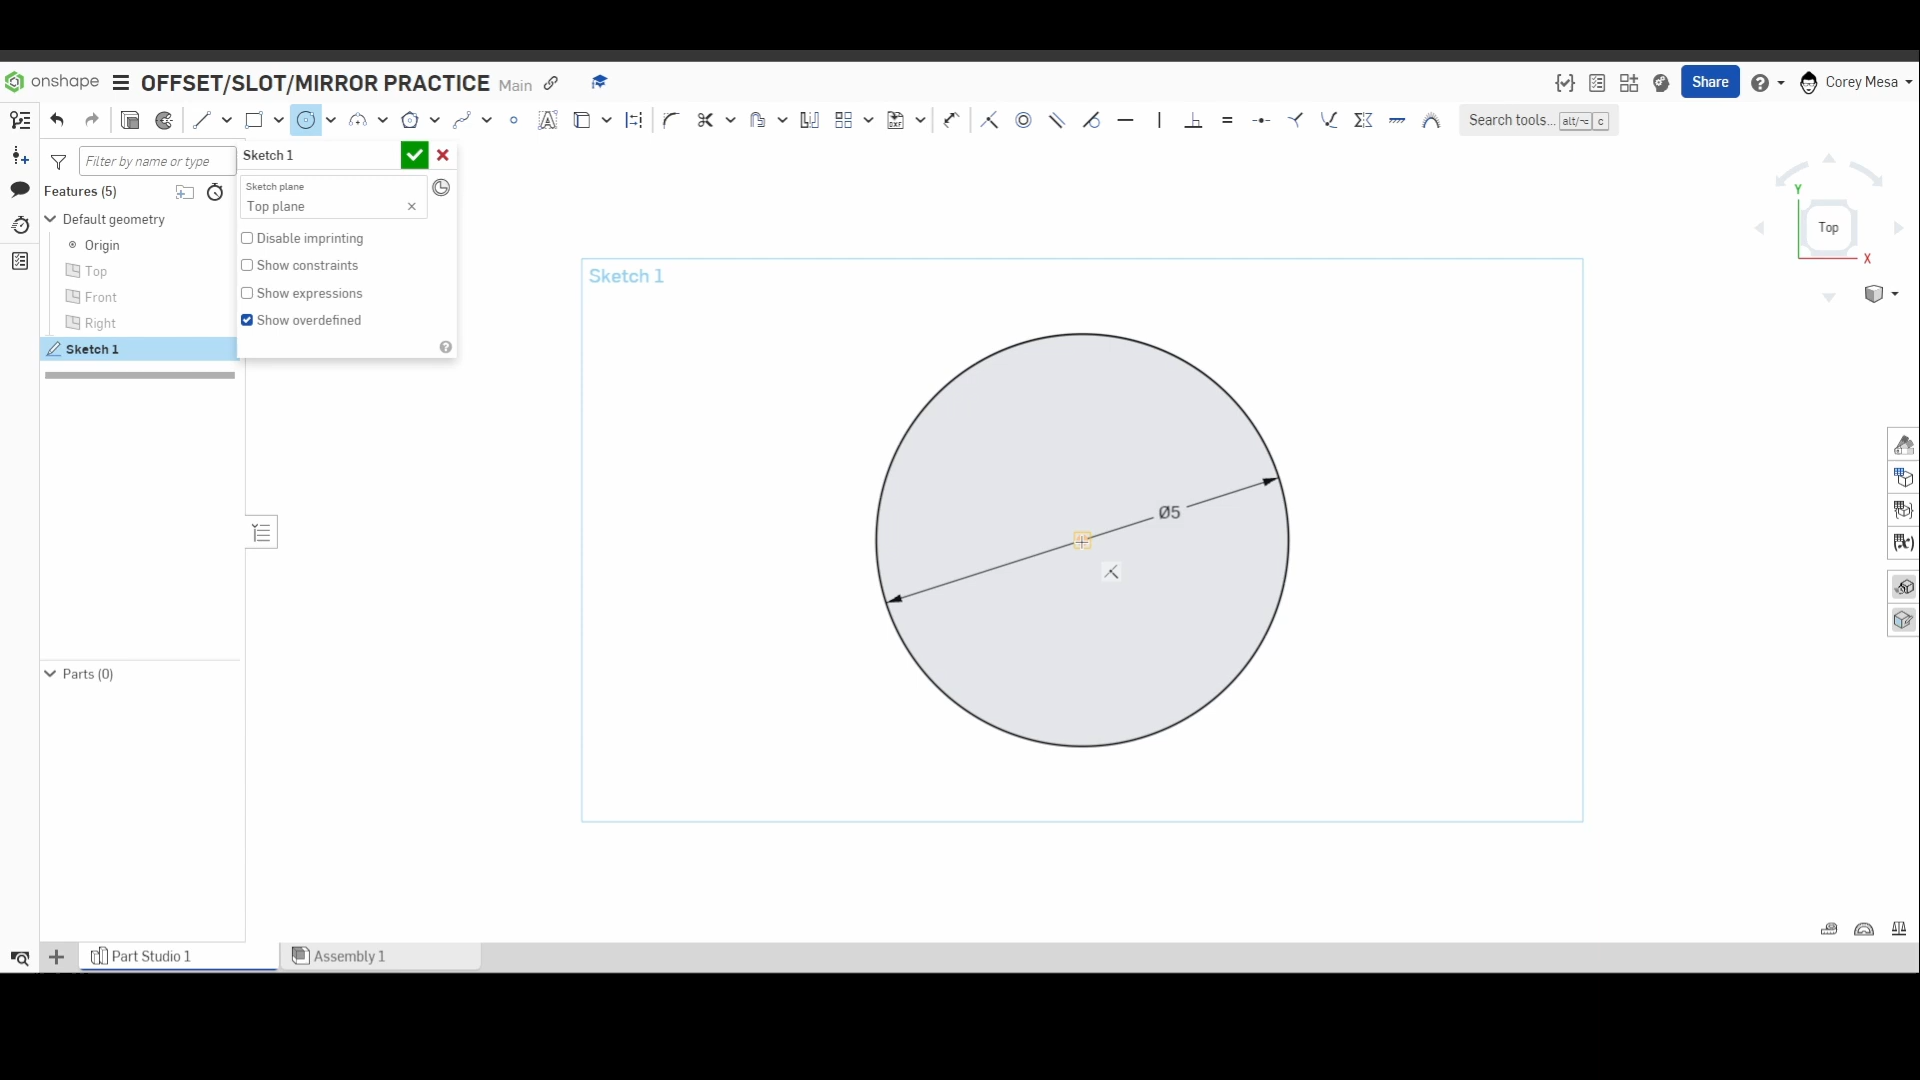 onshape
OFFSET/SLOT/MIRROR PRACTICE Main
Share
Corey Mesa
DXF
Search tools... alt/⌥ c
Filter by name or type
Features (5)
Default geometry
Origin
Top
Front
Right
Sketch 1
Sketch 1
Sketch plane
Top plane
Disable imprinting
Show constraints
Show expressions
Show overdefined
Sketch 1
Ø5
Y
Top
X
(x)
Parts (0)
Part Studio 1
Assembly 1